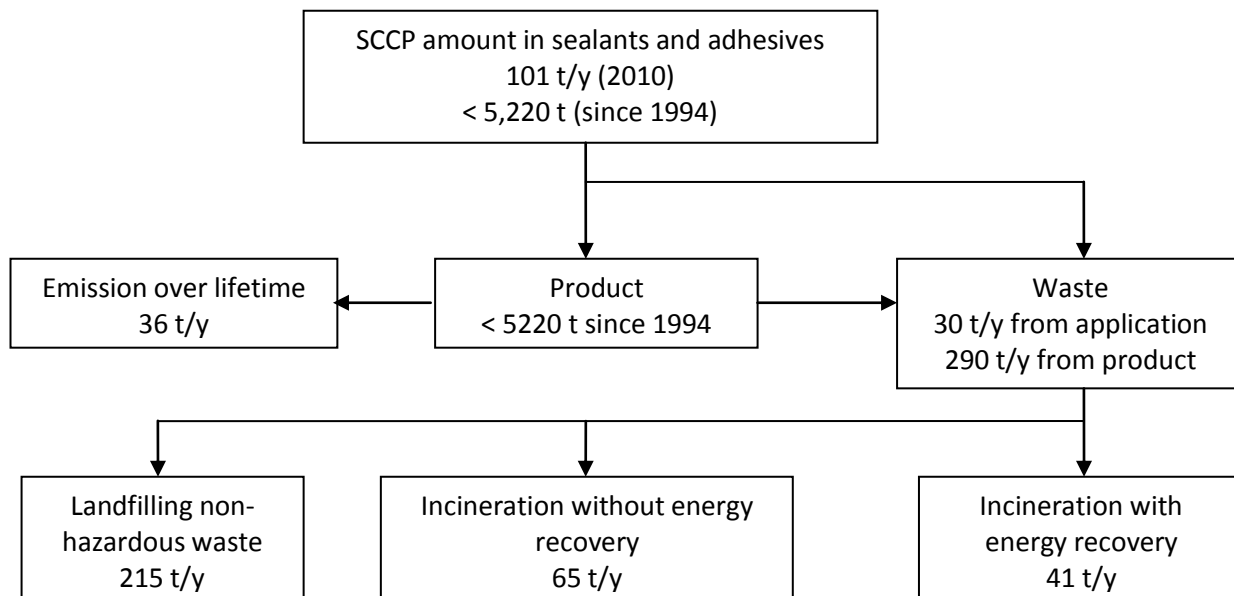 SCCP amount in sealants and adhesives
101 t/y (2010)
< 5,220 t (since 1994)
Emission over lifetime
36 t/y
Product
< 5220 t since 1994
Waste
30 t/y from application
290 t/y from product
Landfilling non-
hazardous waste
215 t/y
Incineration without energy
recovery
65 t/y
Incineration with
energy recovery
41 t/y